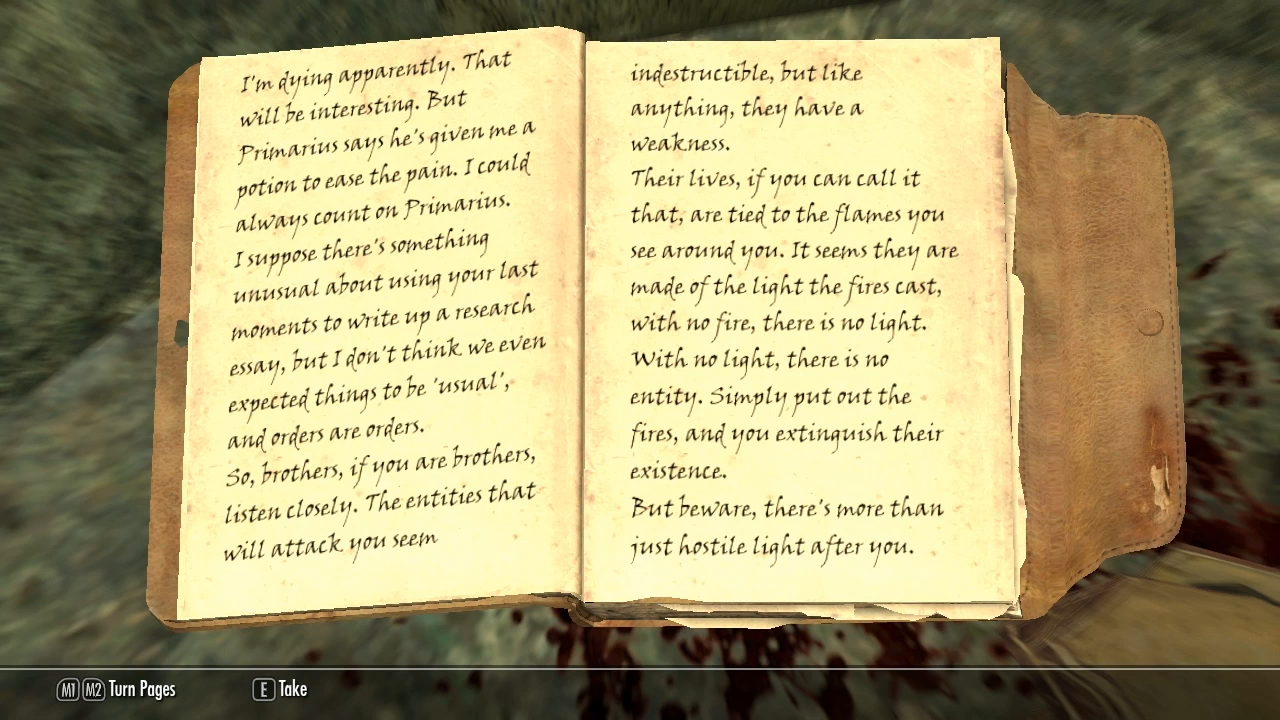 I'm dying apparently. That
will be interesting. But
Primarius says he's given me a
potion to ease the pain. I could
always count on Primarius.
I suppose there's something
unusual about using your last
moments to write up a research
essay, but I don't think we even
expected things to be 'usual',
and orders are orders.
So, brothers, if you are brothers,
listen closely. The entities that
will attack you seem
indestructible, but like
anything, they have a
weakness.
Their lives, if you can call it
that, are tied to the flames you
see around you. It seems they are
made of the light the fires cast,
with no fire, there is no light.
With no light, there is no
entity. Simply put out the
fires, and you extinguish their
existence.
But beware, there's more than
just hostile light after you.
M1 M2 Turn Pages
E Take